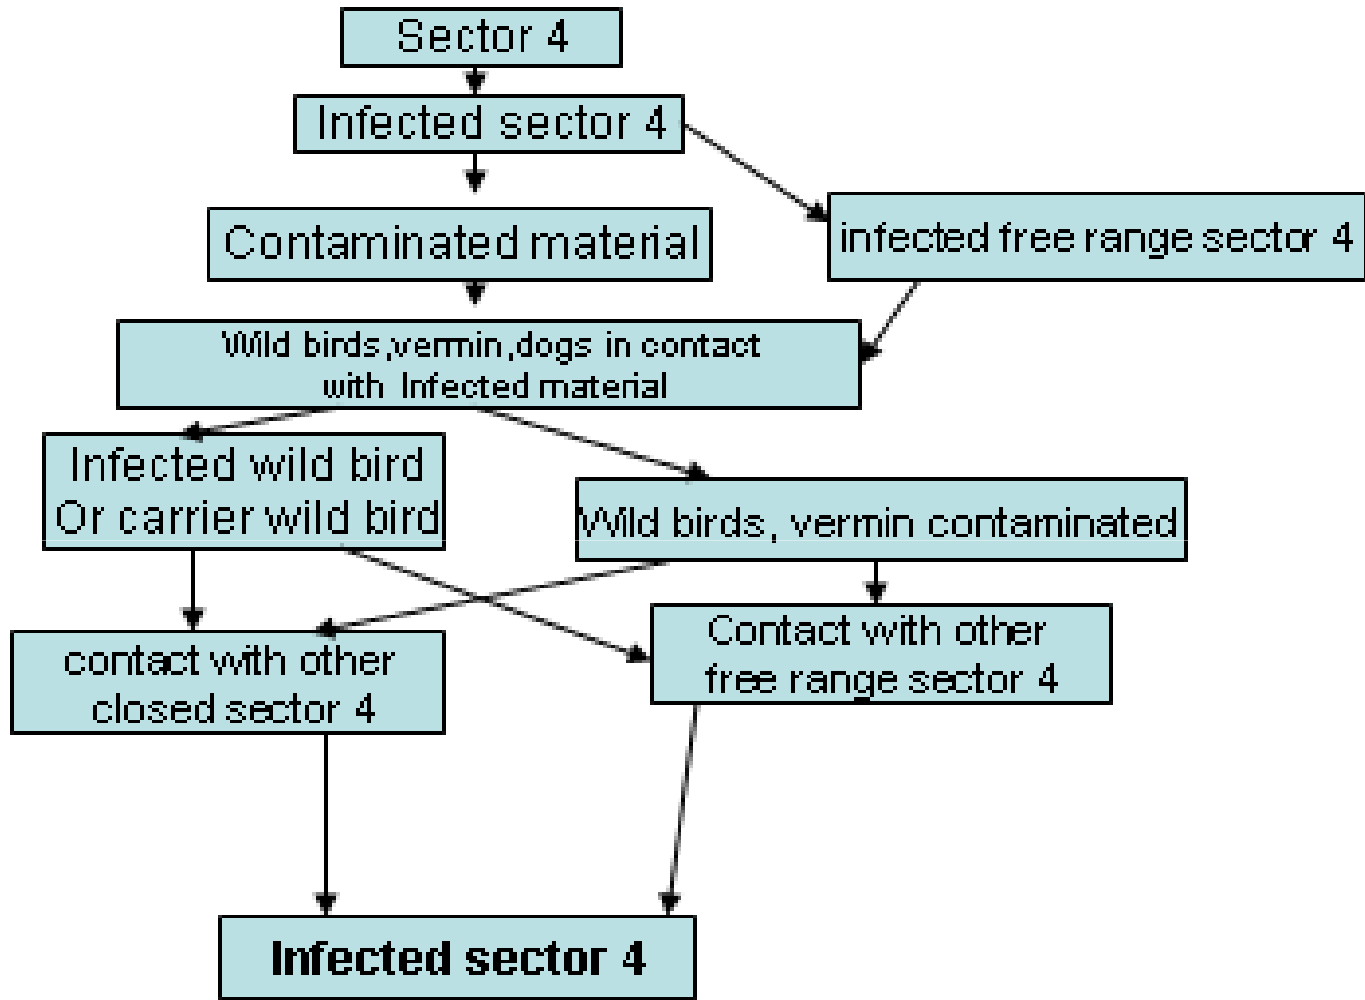 Sector 4
Infected sector 4
Contaminated material
infected free range sector 4
Wild birds,vermin,dogs in contact
with Infected material
Infected wild bird
Or carrier wild bird
Wild birds, vermin contaminated
contact with other
closed sector 4
Contact with other
free range sector 4
Infected sector 4